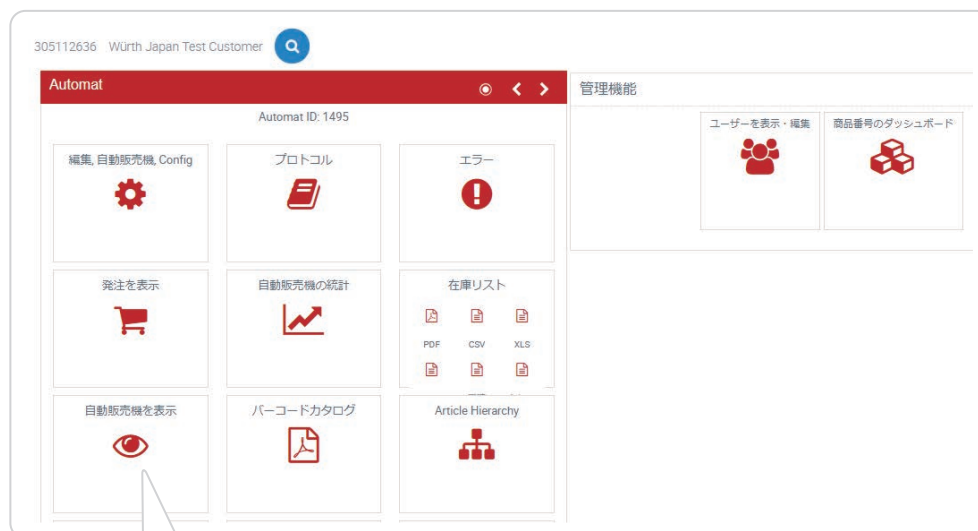 305112636 Würth Japan Test Customer
Automat
管理機能
Automat ID: 1495
ユーザーを表示・編集
商品番号のダッシュボード
編集, 自動販売機, Config
プロトコル
エラー
発注を表示
自動販売機の統計
在庫リスト
PDF
CSV
XLS
自動販売機を表示
バーコードカタログ
Article Hierarchy